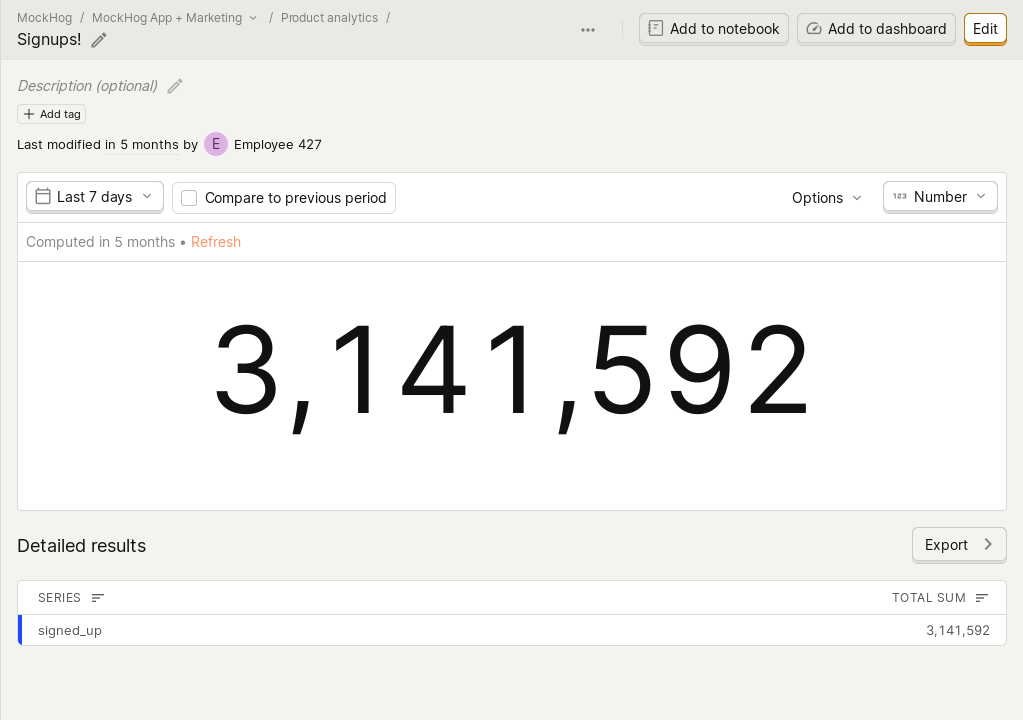 MockHog / MockHog App + Marketing / Product analytics /
Signups!
Add to notebook
Add to dashboard
Edit
Description (optional)
Add tag
Last modified in 5 months by E Employee 427
Last 7 days
Compare to previous period
Options
123 Number
Computed in 5 months • Refresh
3,141,592
Detailed results
Export
SERIES
TOTAL SUM
signed_up
3,141,592